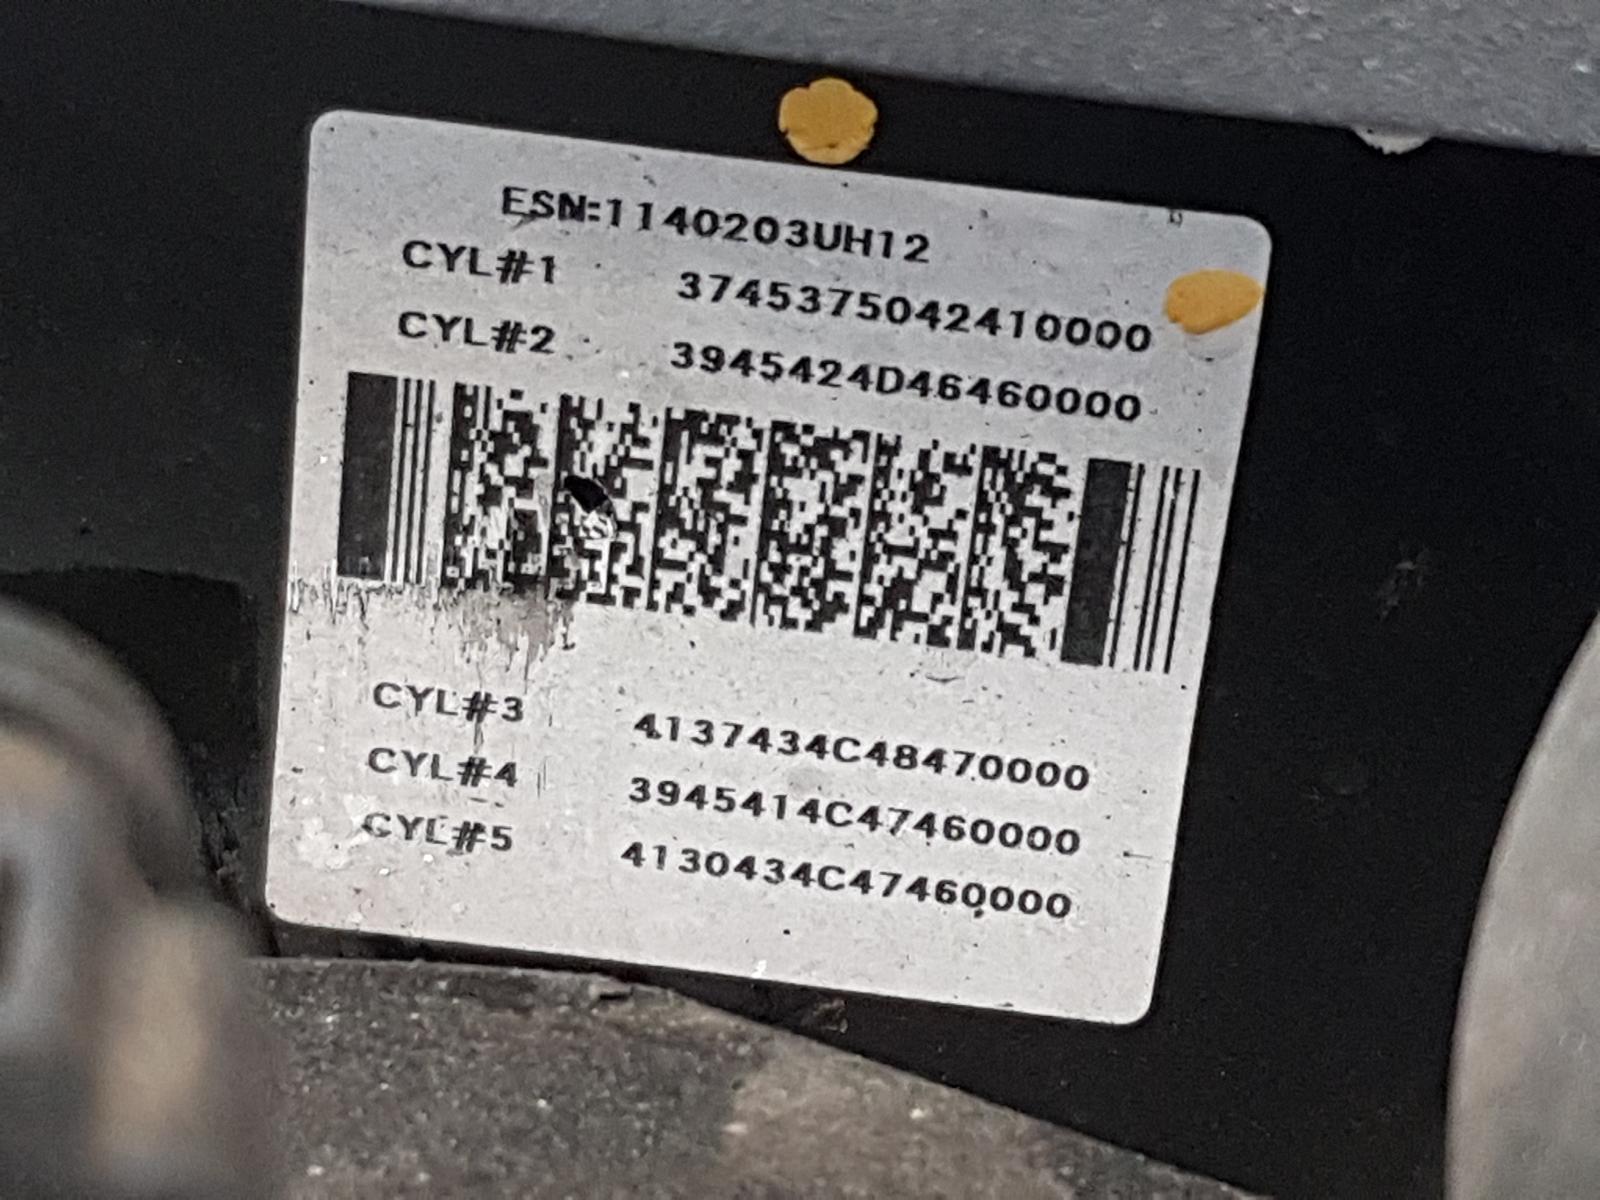 ESN:1140203UH12
CYL#1 3745375042410000
CYL#2 3945424D46460000
CYL#3 4137434C48470000
CYL#4 3945414C47460000
CYL#5 4130434C47460000